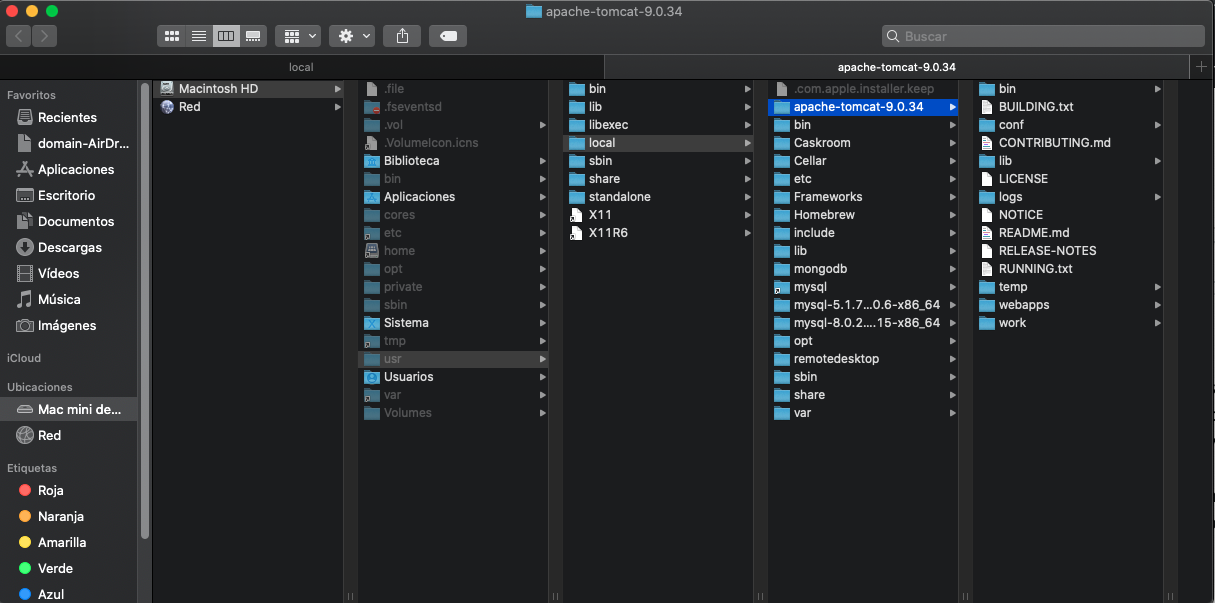 apache-tomcat-9.0.34
Buscar
local
apache-tomcat-9.0.34
Favoritos
Recientes
domain-AirDr...
Aplicaciones
Escritorio
Documentos
Descargas
Vídeos
Música
Imágenes
iCloud
Ubicaciones
Mac mini de...
Red
Etiquetas
Roja
Naranja
Amarilla
Verde
Azul
Macintosh HD
Red
.file
.fseventsd
.vol
.VolumeIcon.icns
Biblioteca
bin
Aplicaciones
cores
etc
home
opt
private
sbin
Sistema
tmp
usr
Usuarios
var
Volumes
bin
lib
libexec
local
sbin
share
standalone
X11
X11R6
.com.apple.installer.keep
apache-tomcat-9.0.34
bin
Caskroom
Cellar
etc
Frameworks
Homebrew
include
lib
mongodb
mysql
mysql-5.1.7...0.6-x86_64
mysql-8.0.2....15-x86_64
opt
remotedesktop
sbin
share
var
bin
BUILDING.txt
conf
CONTRIBUTING.md
lib
LICENSE
logs
NOTICE
README.md
RELEASE-NOTES
RUNNING.txt
temp
webapps
work